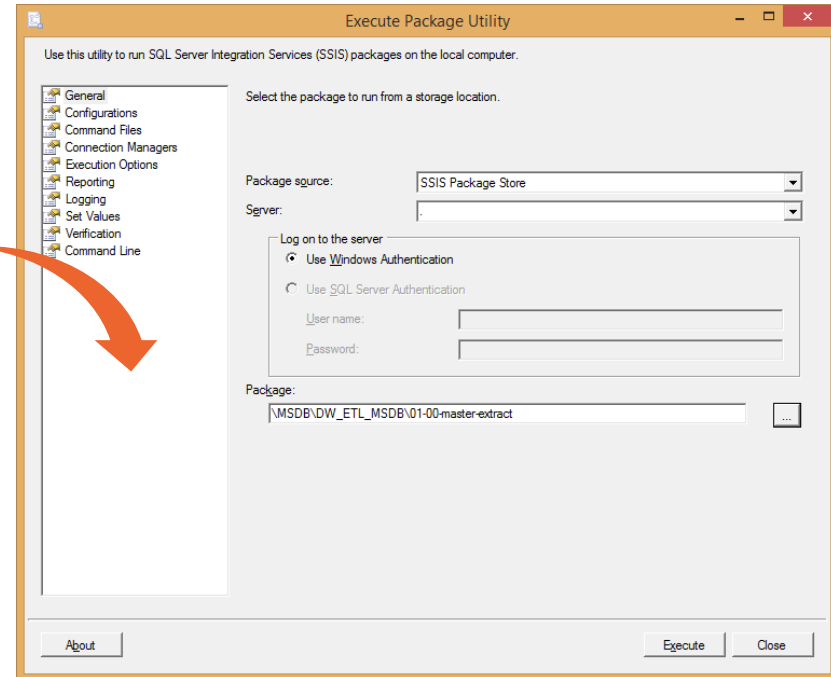 Execute Package Utility
Use this utility to run SQL Server Integration Services (SSIS) packages on the local computer.
General
Configurations
Command Files
Connection Managers
Execution Options
Reporting
Logging
Set Values
Verification
Command Line
Select the package to run from a storage location.
Package source:
SSIS Package Store
Server:
.
Log on to the server
Use Windows Authentication
Use SQL Server Authentication
User name:
Password:
Package:
\MSDB\DW_ETL_MSDB\01-00-master-extract
...
About
Execute
Close